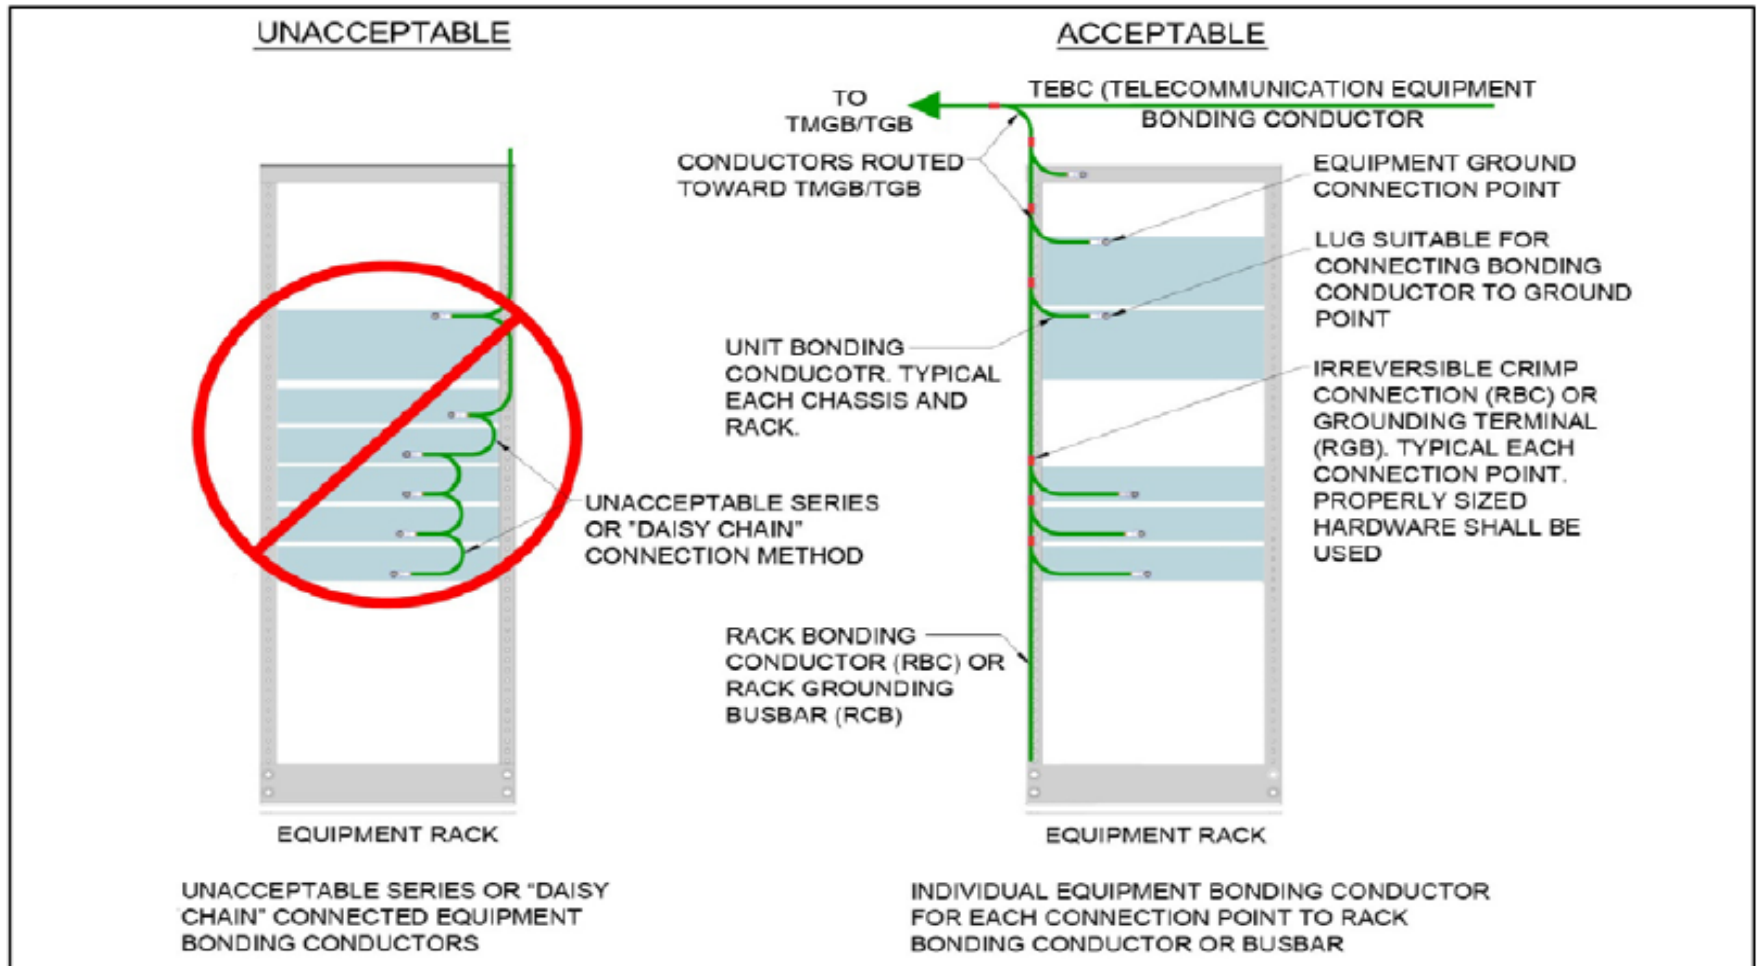 UNACCEPTABLE
UNACCEPTABLE SERIES
OR "DAISY CHAIN"
CONNECTION METHOD
EQUIPMENT RACK
UNACCEPTABLE SERIES OR "DAISY
CHAIN" CONNECTED EQUIPMENT
BONDING CONDUCTORS
ACCEPTABLE
TO
TMGB/TGB
TEBC (TELECOMMUNICATION EQUIPMENT
BONDING CONDUCTOR
CONDUCTORS ROUTED
TOWARD TMGB/TGB
EQUIPMENT GROUND
CONNECTION POINT
LUG SUITABLE FOR
CONNECTING BONDING
CONDUCTOR TO GROUND
POINT
UNIT BONDING
CONDUCOTR. TYPICAL
EACH CHASSIS AND
RACK.
IRREVERSIBLE CRIMP
CONNECTION (RBC) OR
GROUNDING TERMINAL
(RGB). TYPICAL EACH
CONNECTION POINT.
PROPERLY SIZED
HARDWARE SHALL BE
USED
RACK BONDING
CONDUCTOR (RBC) OR
RACK GROUNDING
BUSBAR (RCB)
EQUIPMENT RACK
INDIVIDUAL EQUIPMENT BONDING CONDUCTOR
FOR EACH CONNECTION POINT TO RACK
BONDING CONDUCTOR OR BUSBAR